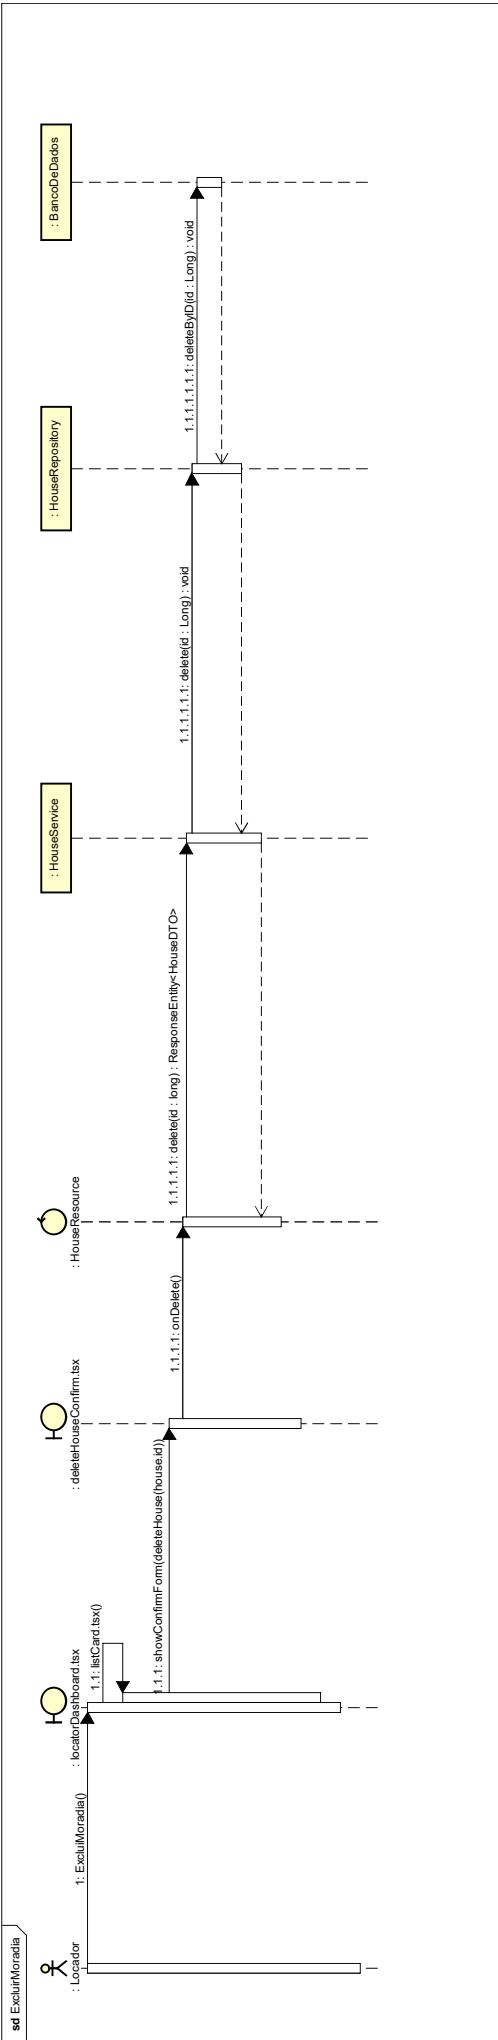 sd ExcluirMoradia
: Locador
: locatorDashboard.tsx
: deleteHouseConfirm.tsx
: HouseResource
: HouseService
: HouseRepository
: BancoDeDados
1: ExcluiMoradia()
1.1: listCard.tsx()
1.1.1: showConfirmForm(deleteHouse(house.id))
1.1.1.1: onDelete()
1.1.1.1.1: delete(id : long) : ResponseEntity<HouseDTO>
1.1.1.1.1.1: delete(id : Long) : void
1.1.1.1.1.1.1: deleteByID(id : Long) : void